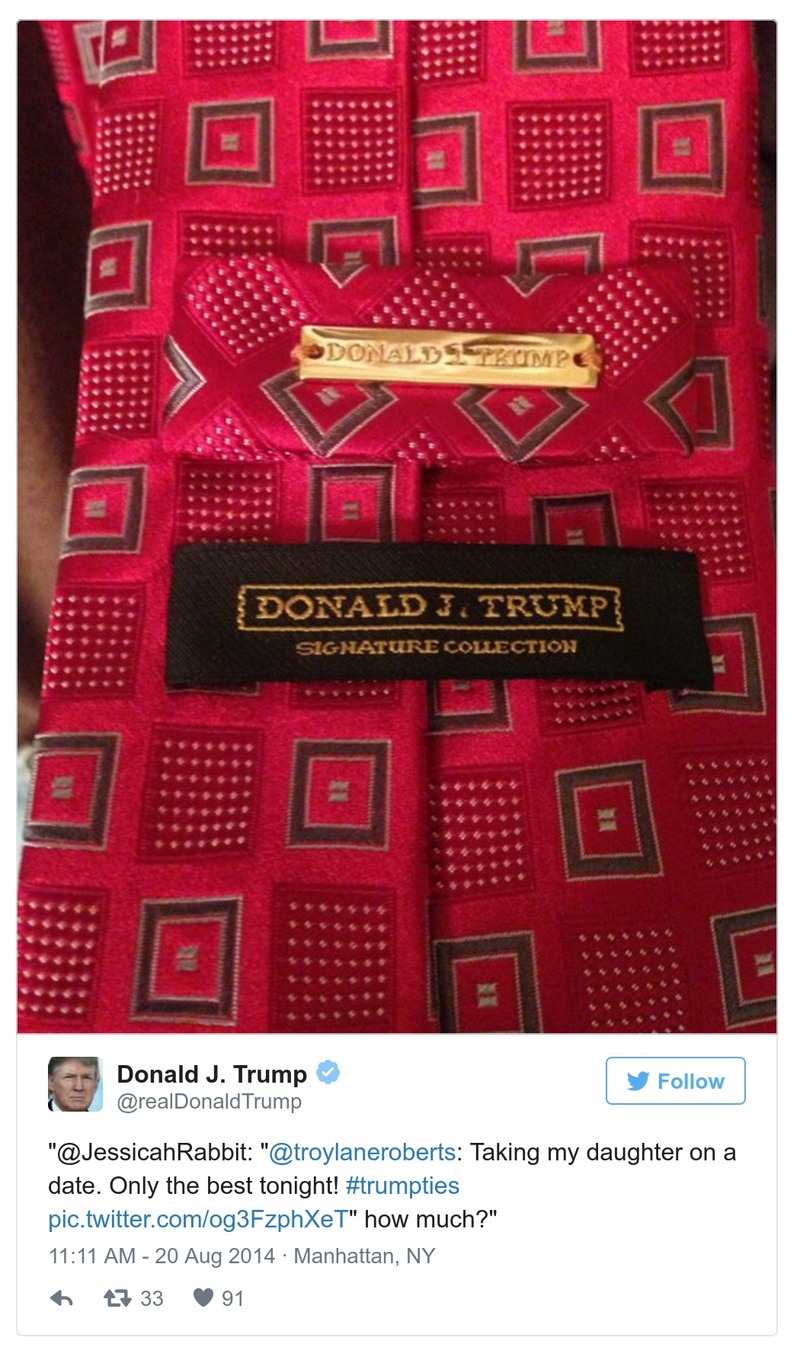 DONALD J. TRUMP
DONALD J. TRUMP
SIGNATURE COLLECTION
Donald J. Trump
@realDonaldTrump
Follow
"@JessicahRabbit: "@troylaneroberts: Taking my daughter on a
date. Only the best tonight! #trumpties
pic.twitter.com/og3FzphXeT" how much?"
11:11 AM - 20 Aug 2014 · Manhattan, NY
33 91